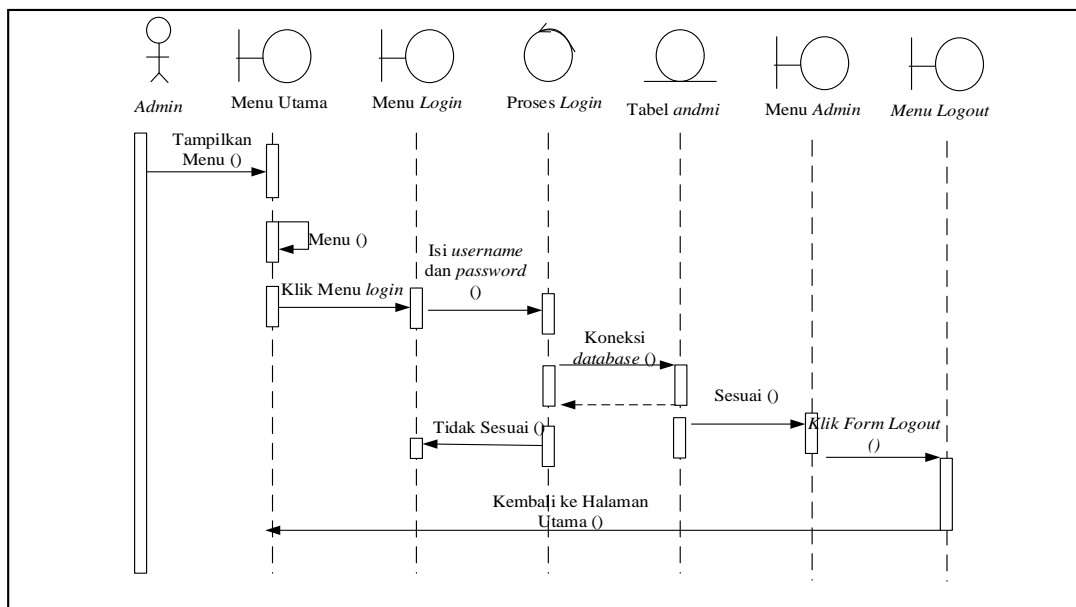 Admin
Menu Utama
Menu Login
Proses Login
Tabel andmi
Menu Admin
Menu Logout
Tampilkan
Menu ()
Menu ()
Klik Menu login
Isi username
dan password
()
Koneksi
database ()
Sesuai ()
Tidak Sesuai ()
Klik Form Logout
()
Kembali ke Halaman
Utama ()